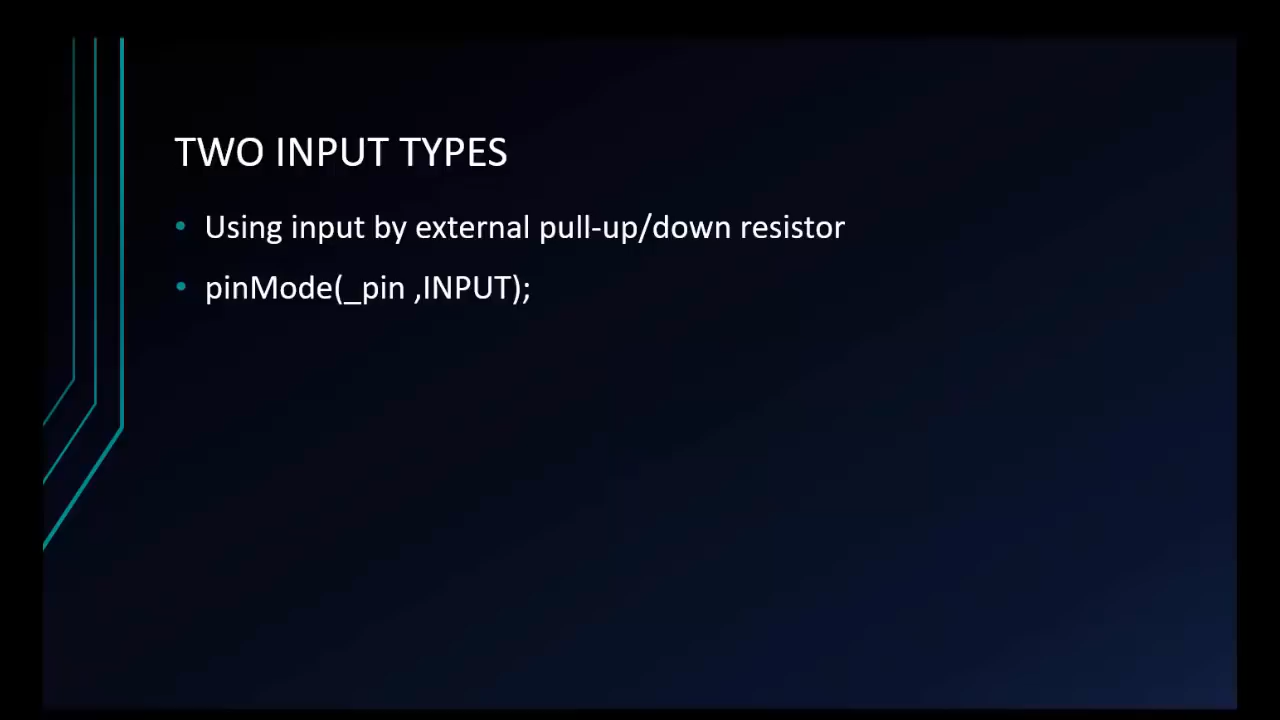 TWO INPUT TYPES
• Using input by external pull-up/down resistor
• pinMode(_pin ,INPUT);